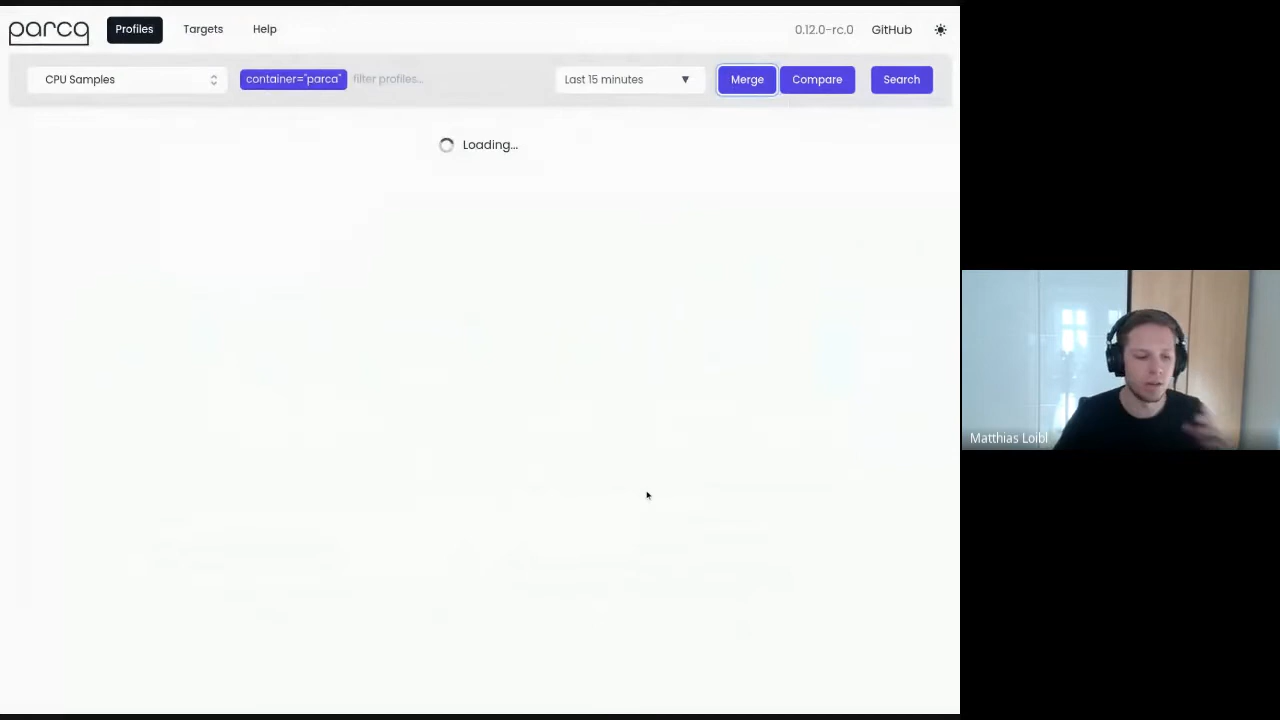 parca
Profiles
Targets
Help
0.12.0-rc.0
GitHub
CPU Samples
container="parca"
filter profiles...
Last 15 minutes
Merge
Compare
Search
Loading...
Matthias Loibl